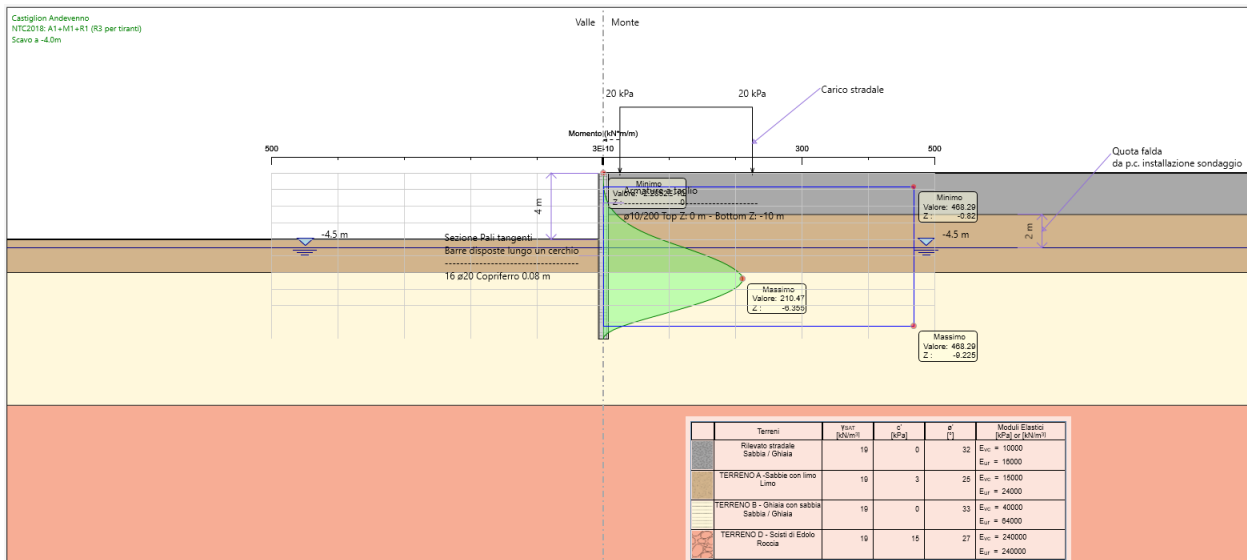 Castiglion Andevenno
NTC2018: A1+M1+R1 (R3 per tiranti)
Scavo a -4.0m
Valle
Monte
20 kPa
20 kPa
Carico stradale
Momento (kN*m/m)
500
300
500
Quota falda
da p.c. installazione sondaggio
Minimo
Armature a taglio
Z :
0
ø10/200 Top Z: 0 m - Bottom Z: -10 m
4 m
Minimo
Valore: 468.29
Z : -0.82
2 m
-4.5 m
-4.5 m
Sezione Pali tangenti
Barre disposte lungo un cerchio
16 ø20 Copriferro 0.08 m
Massimo
Valore: 210.47
Z : -6.355
Massimo
Valore: 468.29
Z : -9.225
Terreni γSAT [kN/m³] c' [kPa] ø' [°] Moduli Elastici [kPa] or [kN/m³]
Rilevato stradale
Sabbia / Ghiaia
19 0 32 Evc = 10000
Eur = 16000
TERRENO A -Sabbie con limo
Limo
19 3 25 Evc = 15000
Eur = 24000
TERRENO B - Ghiaia con sabbia
Sabbia / Ghiaia
19 0 33 Evc = 40000
Eur = 64000
TERRENO D - Scisti di Edolo
Roccia
19 15 27 Evc = 240000
Eur = 240000